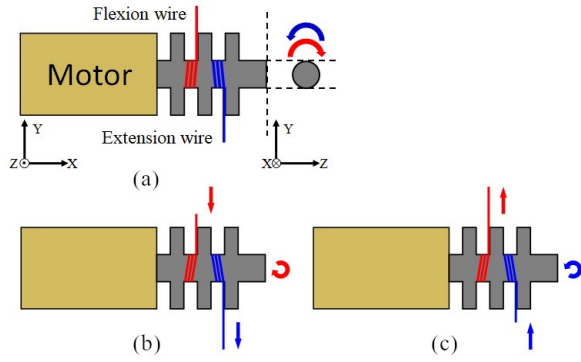 Flexion wire
Motor
Extension wire
Y
Z
X
Y
X
Z
(a)
(b)
(c)